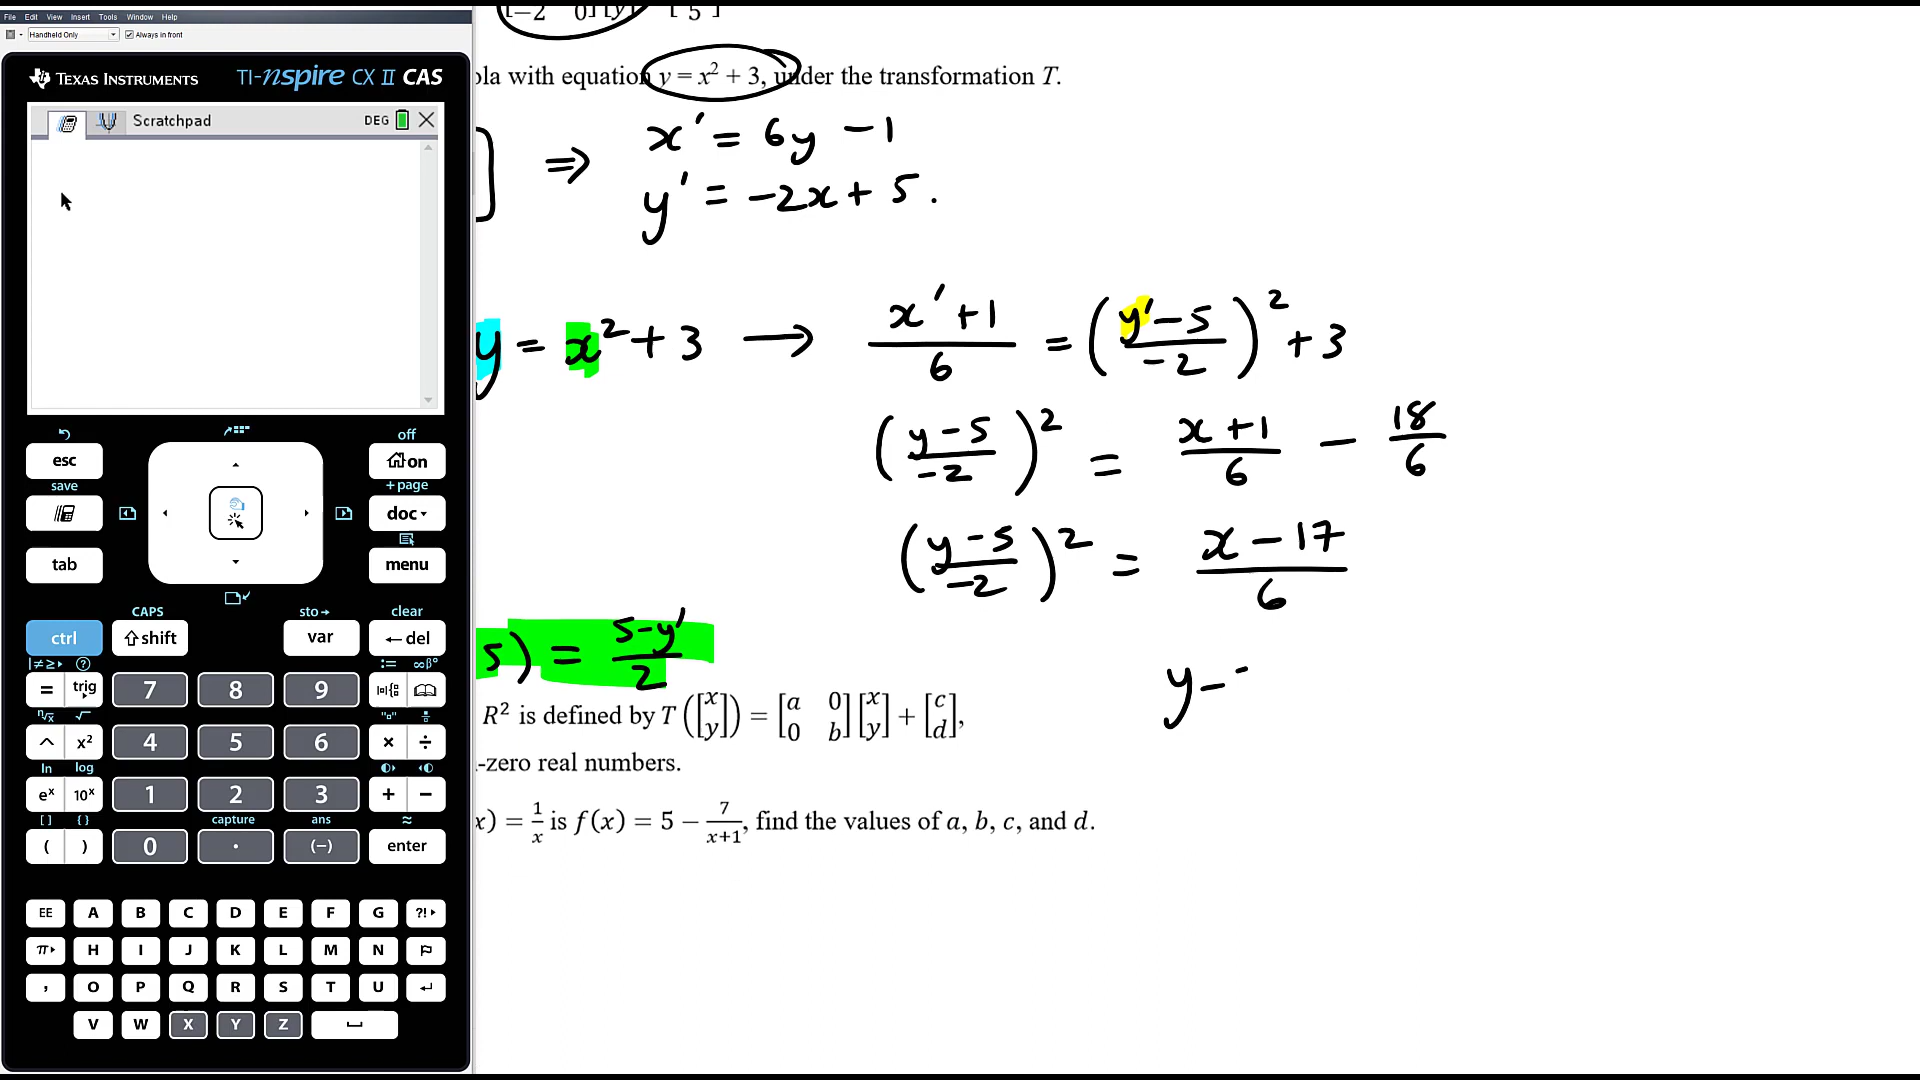 File Edit View Insert Tools Window Help
Handheld Only Always in front
TEXAS INSTRUMENTS TI-nspire CX II CAS
Scratchpad DEG
off
esc on
save + page
doc
tab menu
CAPS sto→ clear
ctrl shift var ←del
|≠≥▸ ? := ∞β°
= trig 7 8 9
ⁿ√x √ "▫"
^ x² 4 5 6 × ÷
ln log
eˣ 10ˣ 1 2 3 + −
[ ] { } capture ans ≈
( ) 0 . (−) enter
EE A B C D E F G ?!▸
π▸ H I J K L M N
, O P Q R S T U ↵
V W X Y Z
[−2 0] [y] [5]
ola with equation y = x² + 3, under the transformation T.
] ⇒ x' = 6y − 1
y' = −2x + 5.
y = x² + 3 → (x' + 1)/6 = ((y' − 5)/−2)² + 3
((y − 5)/−2)² = (x + 1)/6 − 18/6
((y − 5)/−2)² = (x − 17)/6
5) = (5 − y')/2
y −
R² is defined by T([x y]) = [a 0 0 b][x y] + [c d],
-zero real numbers.
x) = 1/x is f(x) = 5 − 7/(x+1), find the values of a, b, c, and d.